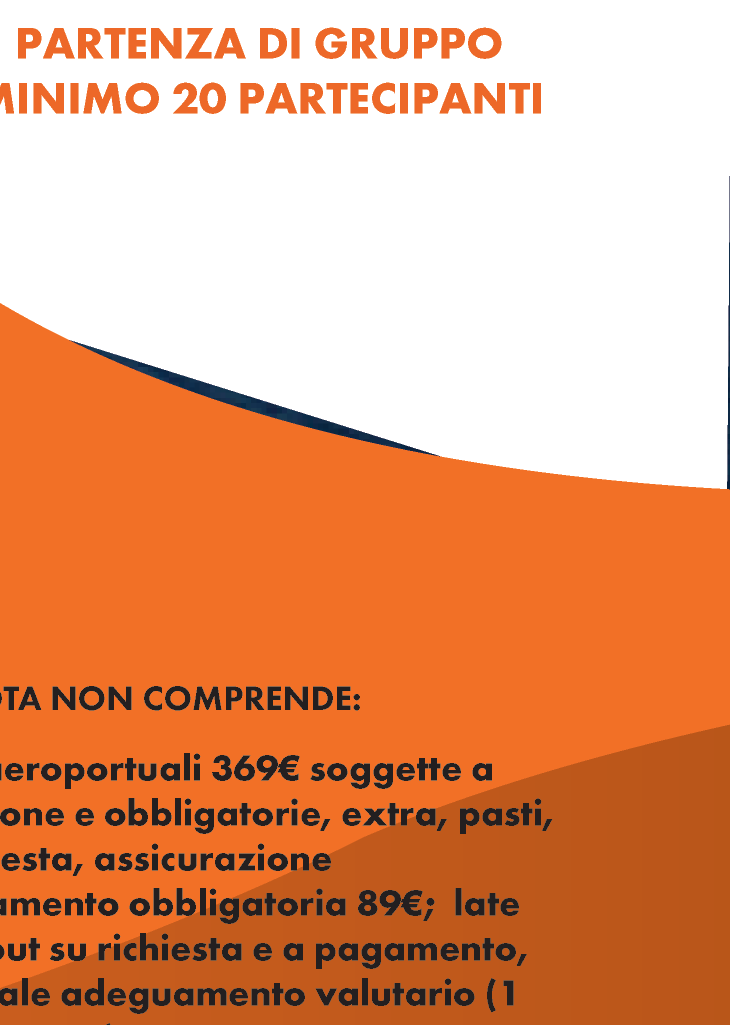 PARTENZA DI GRUPPO
MINIMO 20 PARTECIPANTI
OTA NON COMPRENDE:
aeroportuali 369€ soggette a
one e obbligatorie, extra, pasti,
esta, assicurazione
amento obbligatoria 89€; late
out su richiesta e a pagamento,
ale adeguamento valutario (1